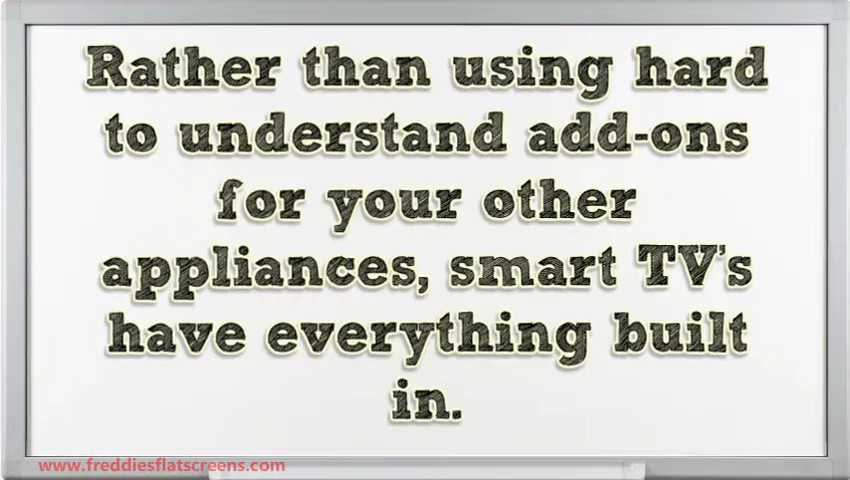 Rather than using hard
to understand add-ons
for your other
appliances, smart TV's
have everything built
in.
www.freddiesflatscreens.com